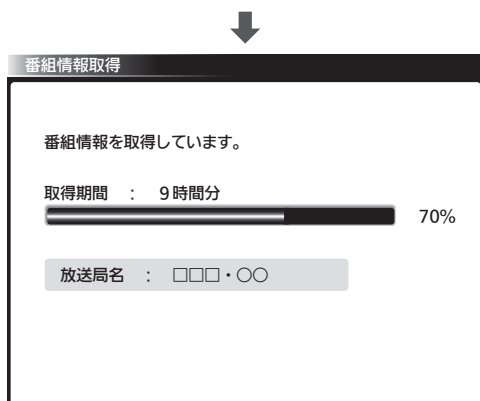 番組情報取得
番組情報を取得しています。
取得期間 : 9時間分
70%
放送局名 : □□□・○○